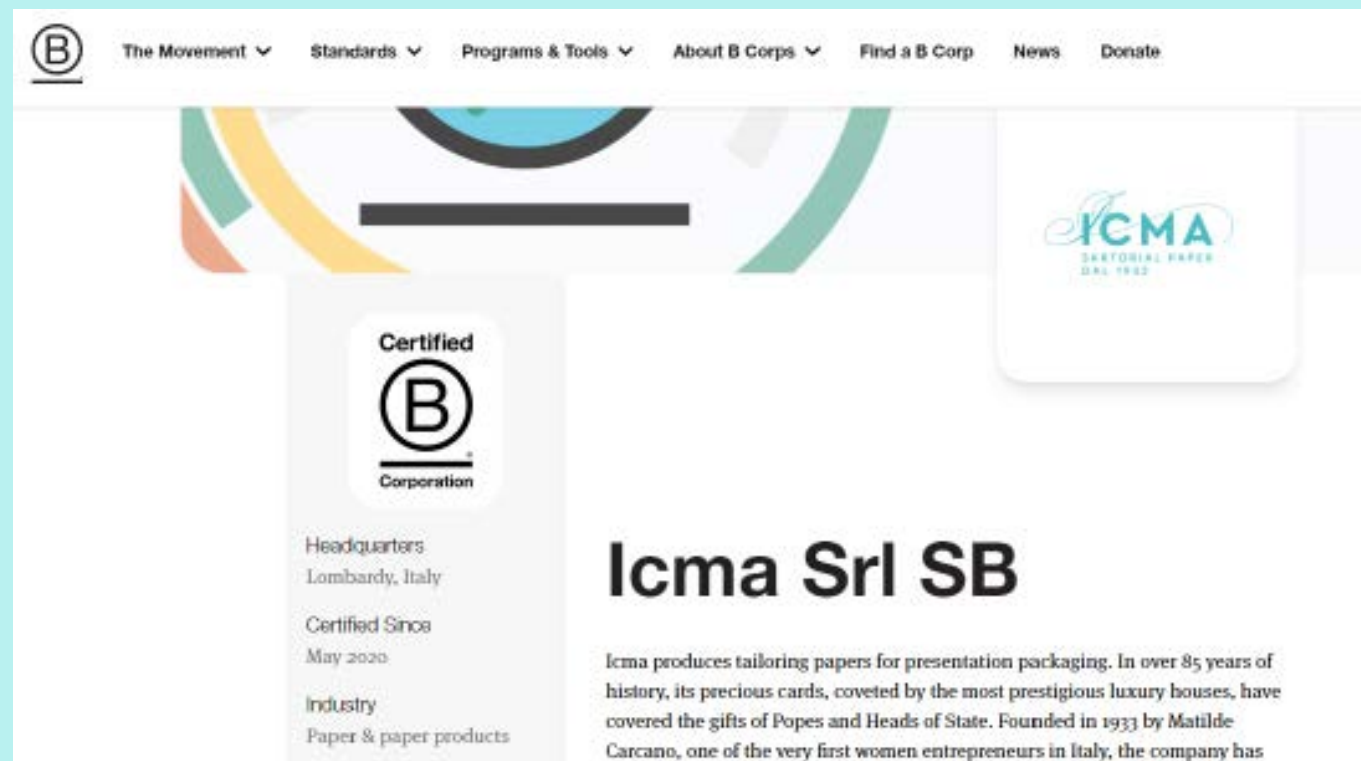 B
The Movement
Standards
Programs & Tools
About B Corps
Find a B Corp
News
Donate
ICMA
SARTORIAL PAPER
DAL 1933
Certified
B
Corporation
Headquarters
Lombardy, Italy
Certified Since
May 2020
Industry
Paper & paper products
Icma Srl SB
Icma produces tailoring papers for presentation packaging. In over 85 years of
history, its precious cards, coveted by the most prestigious luxury houses, have
covered the gifts of Popes and Heads of State. Founded in 1933 by Matilde
Carcano, one of the very first women entrepreneurs in Italy, the company has